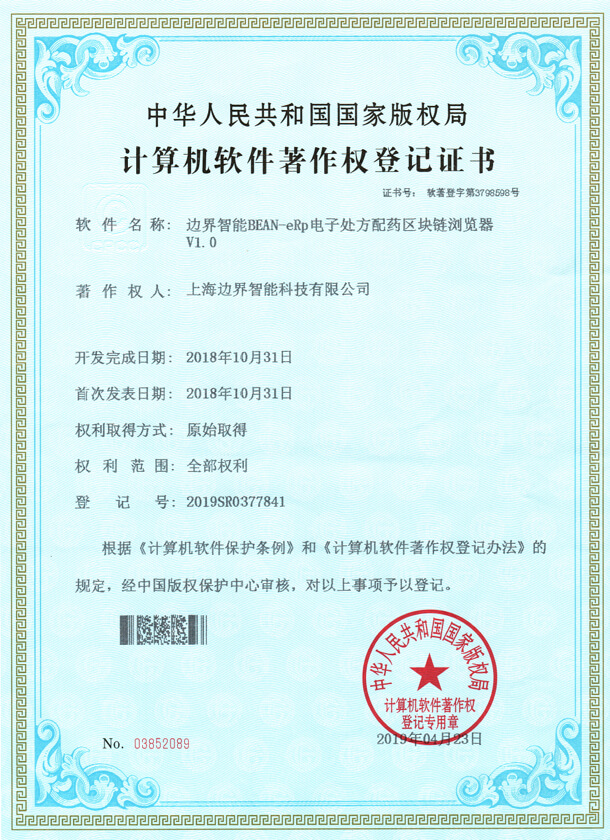 中华人民共和国国家版权局
计算机软件著作权登记证书
证书号： 软著登字第3798598号
软件名称： 边界智能BEAN-eRp电子处方配药区块链浏览器
V1.0
著作权人： 上海边界智能科技有限公司
开发完成日期： 2018年10月31日
首次发表日期： 2018年10月31日
权利取得方式： 原始取得
权利范围： 全部权利
登记号： 2019SR0377841
根据《计算机软件保护条例》和《计算机软件著作权登记办法》的
规定，经中国版权保护中心审核，对以上事项予以登记。
中华人民共和国国家版权局
计算机软件著作权
登记专用章
2019年04月23日
No. 03852089